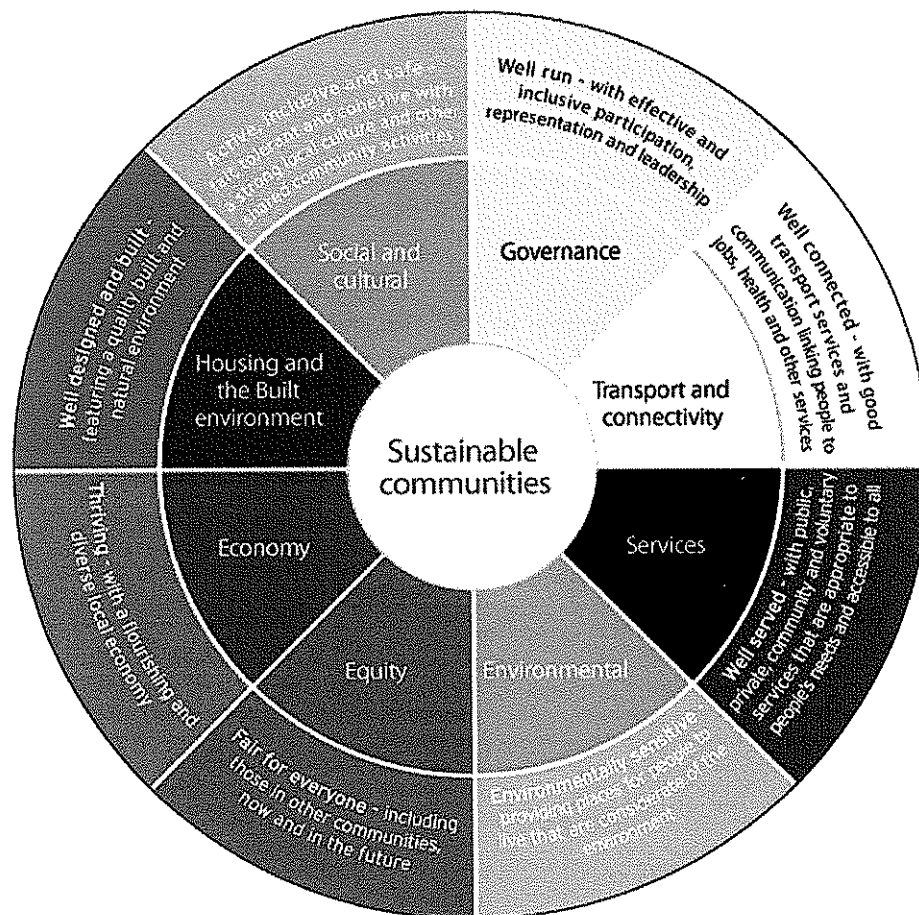 Sustainable
communities
Governance
Well run - with effective and
inclusive participation,
representation and leadership
Transport and
connectivity
Well connected - with good
transport services and
communication linking people to
jobs, health and other services
Services
Well served - with public,
private, community and voluntary
services that are appropriate to
people's needs and accessible to all
Environmental
Environmentally sensitive
providing places for people to
live that are considerate of the
environment
Equity
Fair for everyone - including
those in other communities,
now and in the future
Economy
Thriving - with a flourishing and
diverse local economy
Housing and
the Built
environment
Well designed and built -
featuring a quality built and
natural environment
Social and
cultural
Active, inclusive and safe -
fair, tolerant and cohesive with
a strong local culture and other
shared community activities